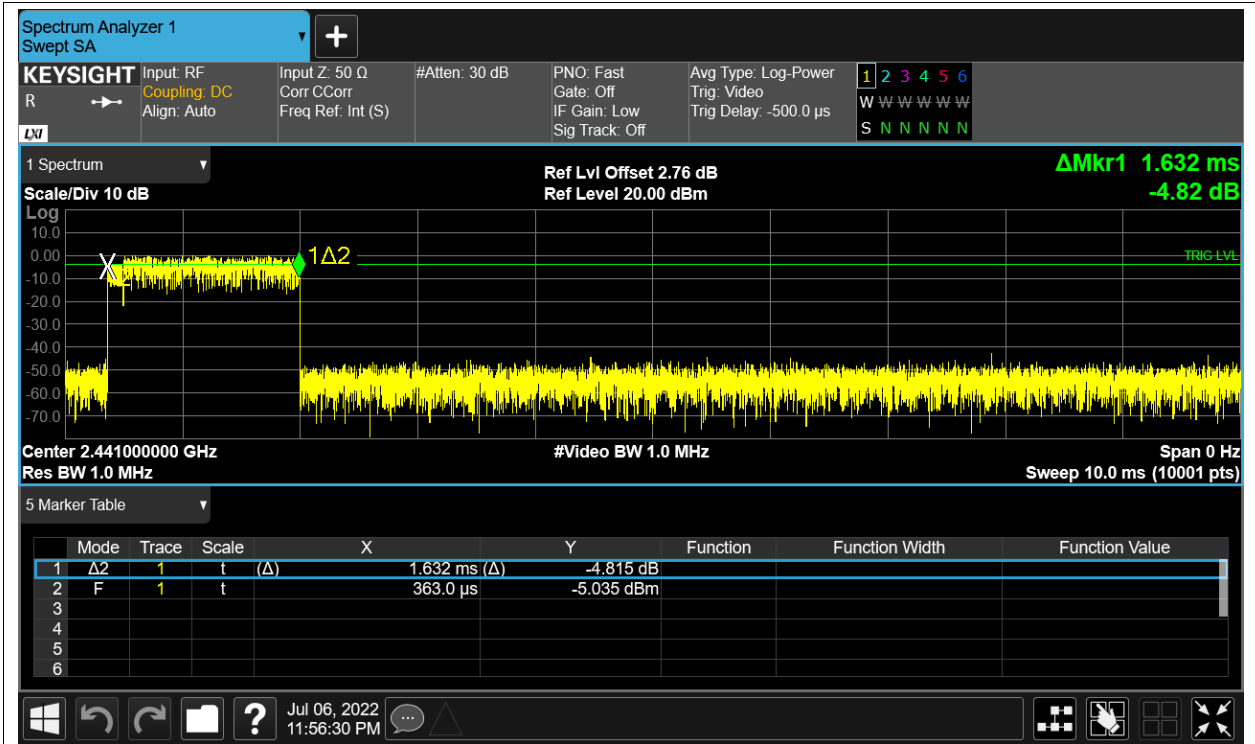 Spectrum Analyzer 1
Swept SA
+
KEYSIGHT
R
LXI
Input: RF
Coupling: DC
Align: Auto
Input Z: 50 Ω
Corr CCorr
Freq Ref: Int (S)
#Atten: 30 dB
PNO: Fast
Gate: Off
IF Gain: Low
Sig Track: Off
Avg Type: Log-Power
Trig: Video
Trig Delay: -500.0 µs
1 2 3 4 5 6
W W W W W W
S N N N N N
1 Spectrum
Scale/Div 10 dB
Ref Lvl Offset 2.76 dB
Ref Level 20.00 dBm
ΔMkr1 1.632 ms
-4.82 dB
Log
10.0
0.00
-10.0
-20.0
-30.0
-40.0
-50.0
-60.0
-70.0
1Δ2
TRIG LVL
Center 2.441000000 GHz
Res BW 1.0 MHz
#Video BW 1.0 MHz
Span 0 Hz
Sweep 10.0 ms (10001 pts)
5 Marker Table
Mode Trace Scale X Y Function Function Width Function Value
1 Δ2 1 t (Δ) 1.632 ms (Δ) -4.815 dB
2 F 1 t 363.0 µs -5.035 dBm
3
4
5
6
?
Jul 06, 2022
11:56:30 PM